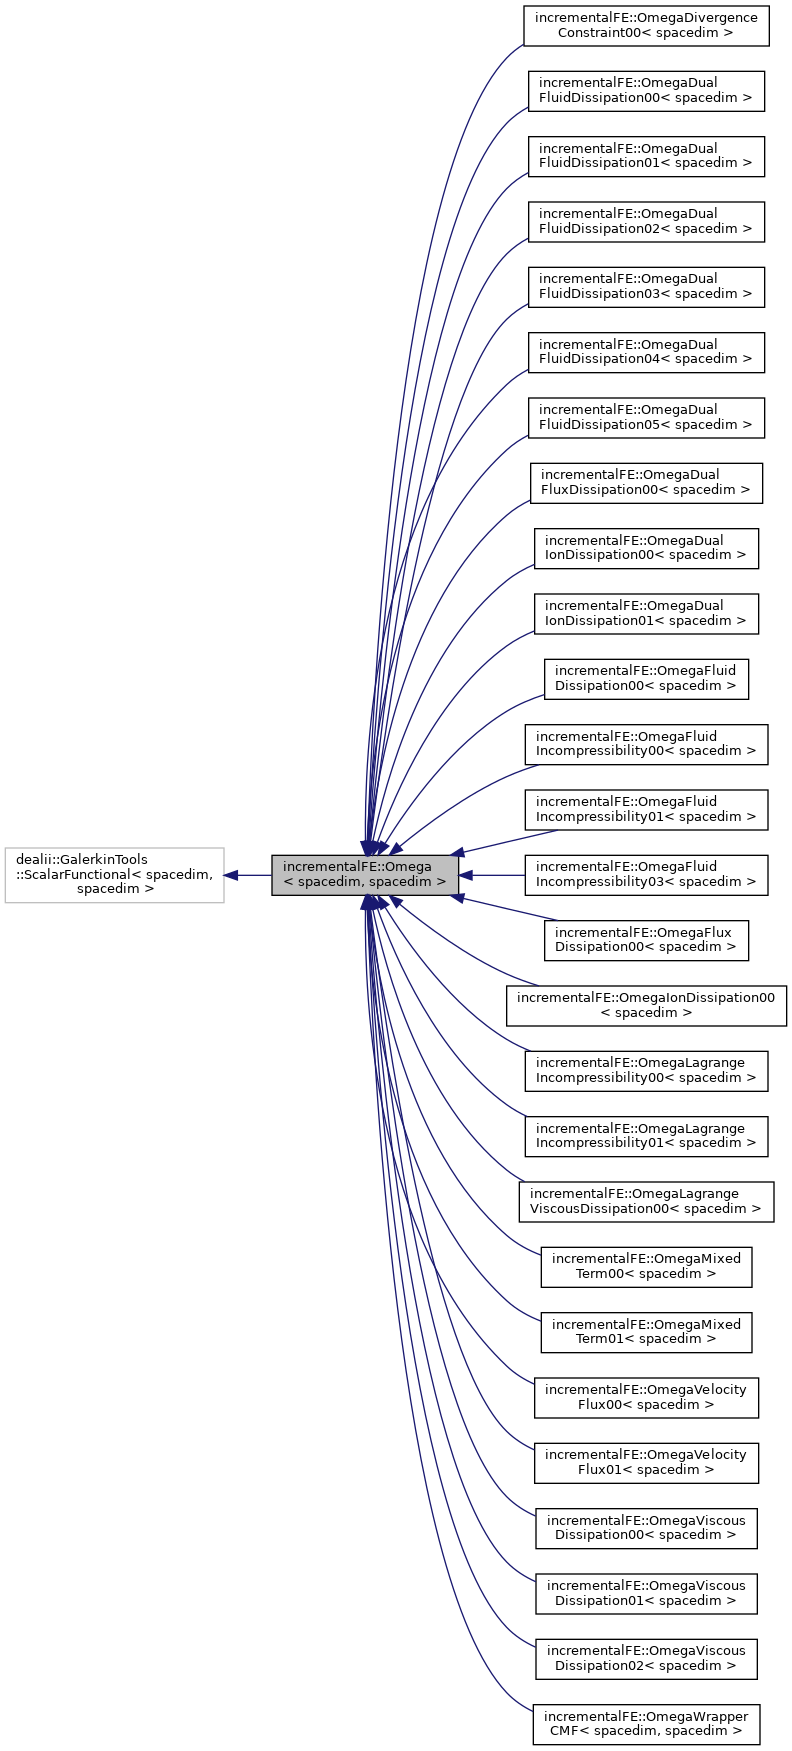 incrementalFE::OmegaDivergence
Constraint00< spacedim >
incrementalFE::OmegaDual
FluidDissipation00< spacedim >
incrementalFE::OmegaDual
FluidDissipation01< spacedim >
incrementalFE::OmegaDual
FluidDissipation02< spacedim >
incrementalFE::OmegaDual
FluidDissipation03< spacedim >
incrementalFE::OmegaDual
FluidDissipation04< spacedim >
incrementalFE::OmegaDual
FluidDissipation05< spacedim >
incrementalFE::OmegaDual
FluxDissipation00< spacedim >
incrementalFE::OmegaDual
IonDissipation00< spacedim >
incrementalFE::OmegaDual
IonDissipation01< spacedim >
incrementalFE::OmegaFluid
Dissipation00< spacedim >
incrementalFE::OmegaFluid
Incompressibility00< spacedim >
incrementalFE::OmegaFluid
Incompressibility01< spacedim >
dealii::GalerkinTools
::ScalarFunctional< spacedim,
spacedim >
incrementalFE::Omega
< spacedim, spacedim >
incrementalFE::OmegaFluid
Incompressibility03< spacedim >
incrementalFE::OmegaFlux
Dissipation00< spacedim >
incrementalFE::OmegaIonDissipation00
< spacedim >
incrementalFE::OmegaLagrange
Incompressibility00< spacedim >
incrementalFE::OmegaLagrange
Incompressibility01< spacedim >
incrementalFE::OmegaLagrange
ViscousDissipation00< spacedim >
incrementalFE::OmegaMixed
Term00< spacedim >
incrementalFE::OmegaMixed
Term01< spacedim >
incrementalFE::OmegaVelocity
Flux00< spacedim >
incrementalFE::OmegaVelocity
Flux01< spacedim >
incrementalFE::OmegaViscous
Dissipation00< spacedim >
incrementalFE::OmegaViscous
Dissipation01< spacedim >
incrementalFE::OmegaViscous
Dissipation02< spacedim >
incrementalFE::OmegaWrapper
CMF< spacedim, spacedim >